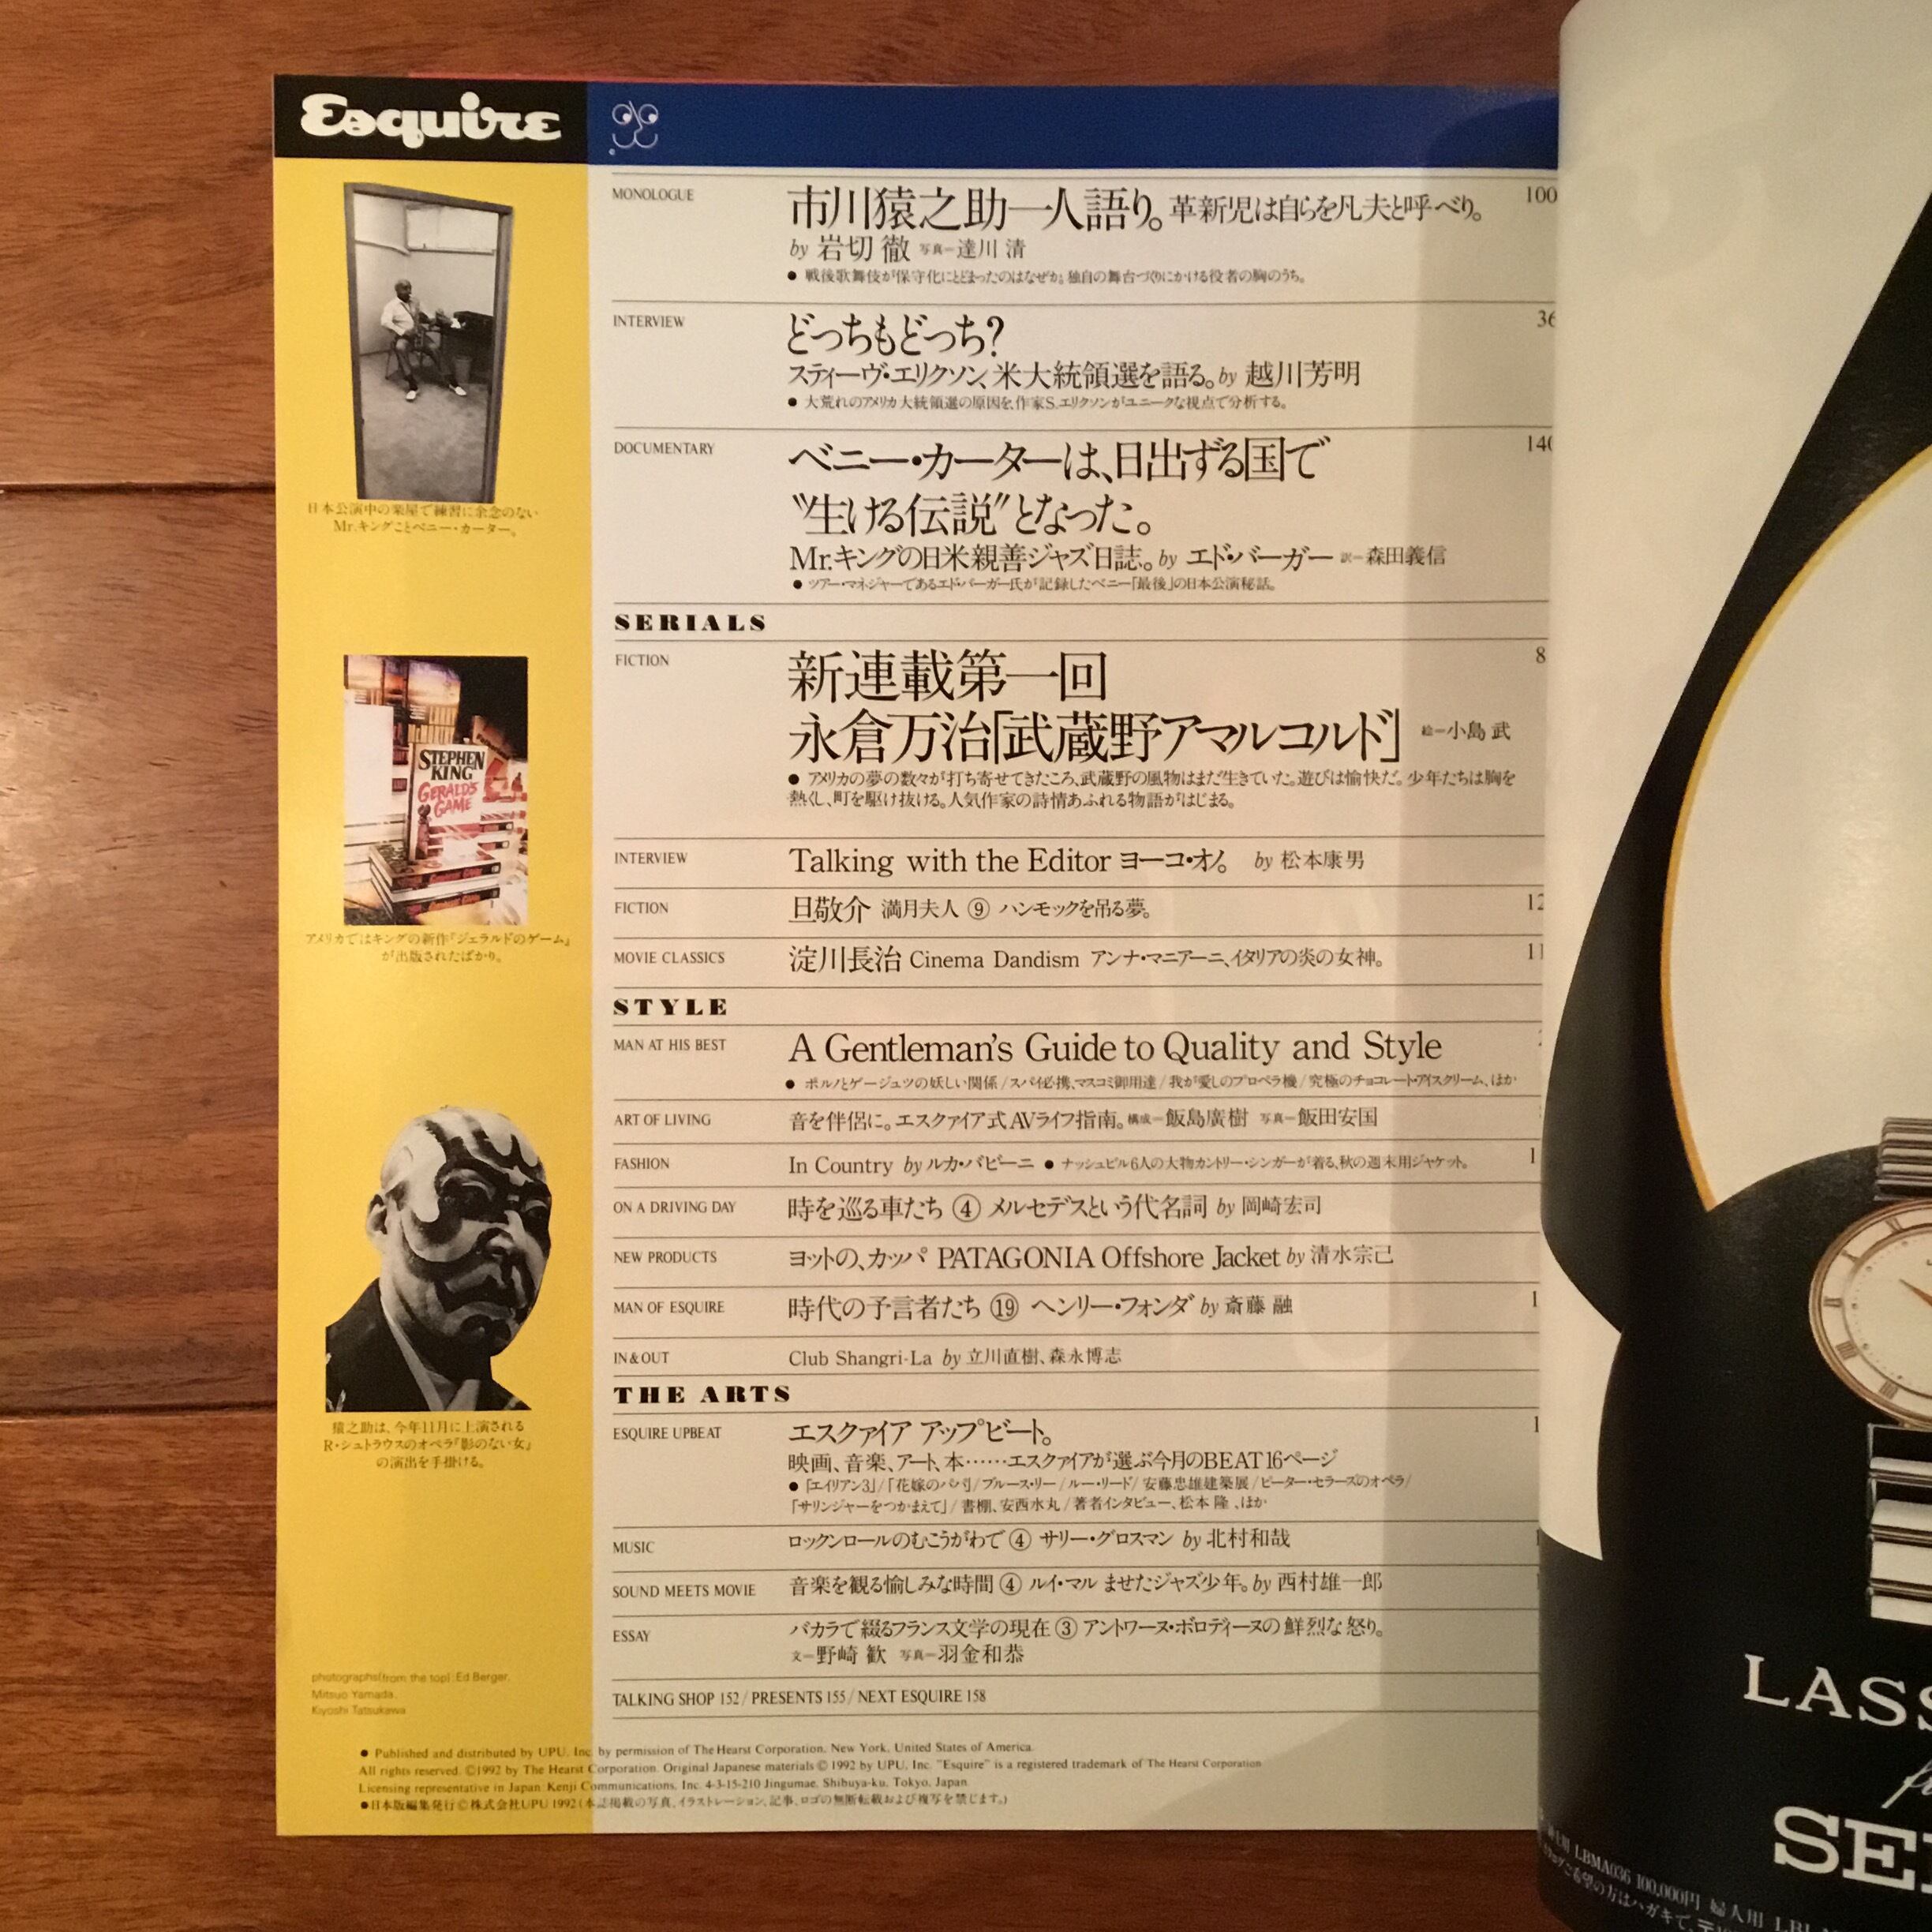 Esquire
MONOLOGUE
市川猿之助一人語り。革新児は自らを凡夫と呼べり。
100
by 岩切 徹 写真＝達川 清
● 戦後歌舞伎が保守化にとどまったのはなぜか。独自の舞台づくりにかける役者の胸のうち。
INTERVIEW
どっちもどっち?
36
スティーヴ・エリクソン、米大統領選を語る。by 越川芳明
● 大荒れのアメリカ大統領選の原因を、作家S.エリクソンがユニークな視点で分析する。
DOCUMENTARY
ベニー・カーターは、日出ずる国で
140
“生ける伝説”となった。
Mr.キングの日米親善ジャズ日誌。by エド・バーガー 訳＝森田義信
● ツアー・マネジャーであるエド・バーガー氏が記録したベニー「最後」の日本公演秘話。
SERIALS
FICTION
新連載第一回
8
永倉万治「武蔵野アマルコルド」 絵＝小島 武
● アメリカの夢の数々が打ち寄せてきたころ、武蔵野の風物はまだ生きていた。遊びは愉快だ。少年たちは胸を
熱くし、町を駆け抜ける。人気作家の詩情あふれる物語がはじまる。
INTERVIEW
Talking with the Editor ヨーコ・オノ。 by 松本康男
FICTION
旦敬介 満月夫人 ⑨ ハンモックを吊る夢。
12
MOVIE CLASSICS
淀川長治 Cinema Dandism アンナ・マニアーニ、イタリアの炎の女神。
11
STYLE
MAN AT HIS BEST
A Gentleman's Guide to Quality and Style
● ポルノとゲージュツの妖しい関係/スパイ必携、マスコミ御用達/我が愛しのプロペラ機/究極のチョコレート・アイスクリーム、ほか
ART OF LIVING
音を伴侶に。エスクァイア式AVライフ指南。構成＝飯島廣樹 写真＝飯田安国
FASHION
In Country by ルカ・バビーニ ● ナッシュビル6人の大物カントリー・シンガーが着る、秋の週末用ジャケット。
1
ON A DRIVING DAY
時を巡る車たち ④ メルセデスという代名詞 by 岡崎宏司
NEW PRODUCTS
ヨットの、カッパ PATAGONIA Offshore Jacket by 清水宗己
MAN OF ESQUIRE
時代の予言者たち ⑲ ヘンリー・フォンダ by 斎藤 融
1
IN & OUT
Club Shangri-La by 立川直樹、森永博志
THE ARTS
ESQUIRE UPBEAT
エスクァイア アップビート。
1
映画、音楽、アート、本……エスクァイアが選ぶ今月のBEAT16ページ
● 「エイリアン3」/「花嫁のパパ」/ブルース・リー/ルー・リード/安藤忠雄建築展/ピーター・セラーズのオペラ/
「サリンジャーをつかまえて」/書棚、安西水丸/著者インタビュー、松本 隆、ほか
MUSIC
ロックンロールのむこうがわで ④ サリー・グロスマン by 北村和哉
SOUND MEETS MOVIE
音楽を観る愉しみな時間 ④ ルイ・マル ませたジャズ少年。by 西村雄一郎
ESSAY
バカラで綴るフランス文学の現在 ③ アントワーヌ・ボロディーヌの鮮烈な怒り。
文＝野崎 歓 写真＝羽金和恭
TALKING SHOP 152 / PRESENTS 155 / NEXT ESQUIRE 158
日本公演中の楽屋で練習に余念のない
Mr.キングことベニー・カーター。
STEPHEN
KING
GERALD'S
GAME
アメリカではキングの新作『ジェラルドのゲーム』
が出版されたばかり。
猿之助は、今年11月に上演される
R・シュトラウスのオペラ『影のない女』
の演出を手掛ける。
photographs(from the top):Ed Berger,
Mitsuo Yamada,
Kiyoshi Tatsukawa
● Published and distributed by UPU, Inc. by permission of The Hearst Corporation, New York, United States of America.
All rights reserved. ©1992 by The Hearst Corporation. Original Japanese materials © 1992 by UPU, Inc. "Esquire" is a registered trademark of The Hearst Corporation
Licensing representative in Japan: Kenji Communications, Inc. 4-3-15-210 Jingumae, Shibuya-ku, Tokyo, Japan
●日本版編集発行©株式会社UPU 1992(本誌掲載の写真、イラストレーション、記事、ロゴの無断転載および複写を禁じます。)
LASS
SEI
LBMA036 100,000円 婦人用
の方はハガキで、〒